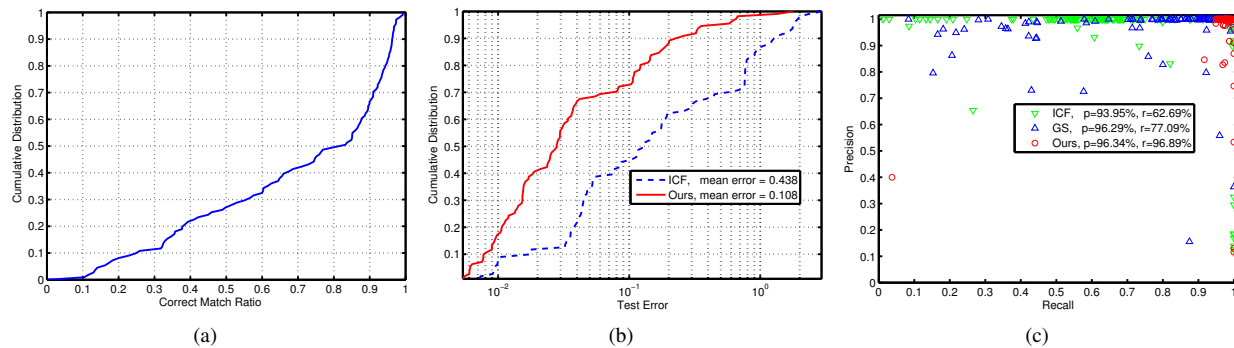 1
0.9
0.8
0.7
0.6
0.5
0.4
0.3
0.2
0.1
0
Cumulative Distribution
0 0.1 0.2 0.3 0.4 0.5 0.6 0.7 0.8 0.9 1
Correct Match Ratio
(a)
1
0.9
0.8
0.7
0.6
0.5
0.4
0.3
0.2
0.1
Cumulative Distribution
ICF, mean error = 0.438
Ours, mean error = 0.108
10⁻² 10⁻¹ 10⁰
Test Error
(b)
1
0.9
0.8
0.7
0.6
0.5
0.4
0.3
0.2
0.1
0
Precision
ICF, p=93.95%, r=62.69%
GS, p=96.29%, r=77.09%
Ours, p=96.34%, r=96.89%
0 0.1 0.2 0.3 0.4 0.5 0.6 0.7 0.8 0.9 1
Recall
(c)